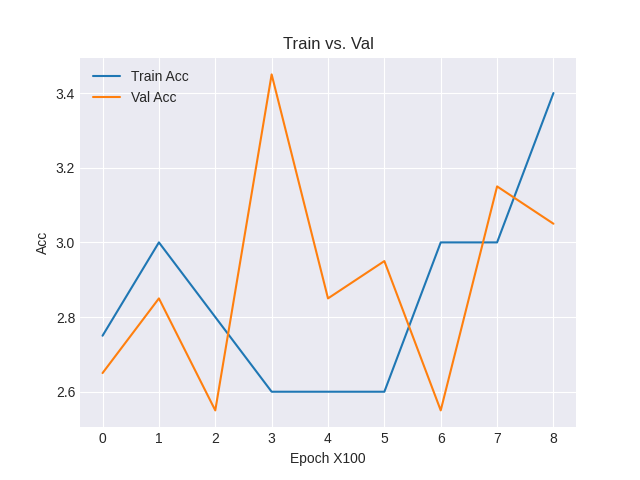 Train vs. Val
Train Acc
Val Acc
3.4
3.2
3.0
2.8
2.6
Acc
0 1 2 3 4 5 6 7 8
Epoch X100